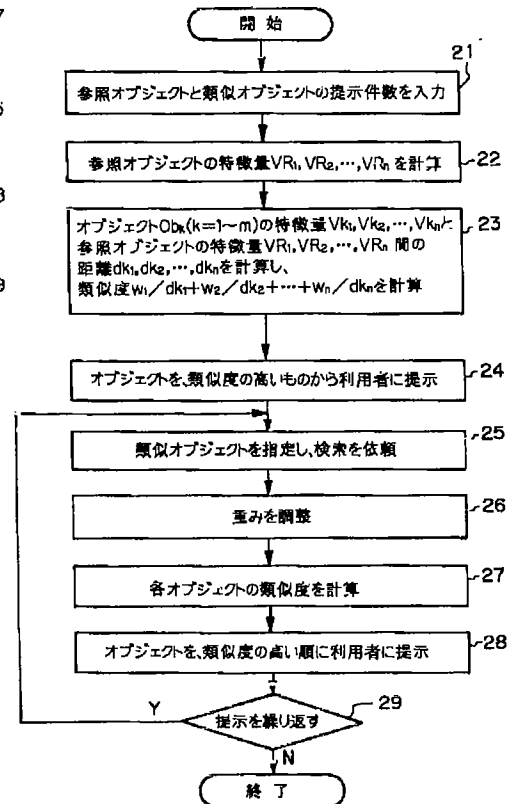 開始
21
参照オブジェクトと類似オブジェクトの提示件数を入力
参照オブジェクトの特徴量VR₁,VR₂,…,VRₙを計算
22
オブジェクトObₖ(k=1~m)の特徴量Vk₁,Vk₂,…,Vkₙと
参照オブジェクトの特徴量VR₁,VR₂,…,VRₙ間の
距離dk₁,dk₂,…,dkₙを計算し、
類似度w₁/dk₁+w₂/dk₂+…+wₙ/dkₙを計算
23
オブジェクトを、類似度の高いものから利用者に提示
24
類似オブジェクトを指定し、検索を依頼
25
重みを調整
26
各オブジェクトの類似度を計算
27
オブジェクトを、類似度の高い順に利用者に提示
28
提示を繰り返す
29
Y
N
終了